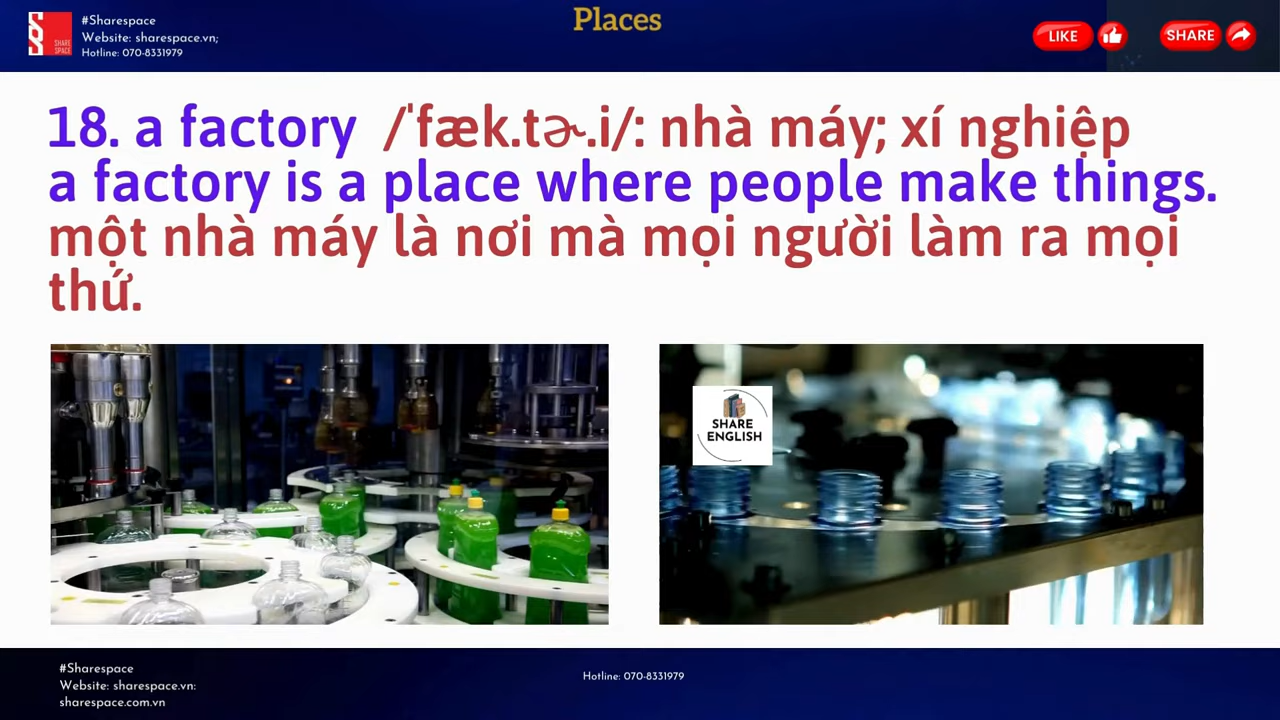 #Sharespace
Website: sharespace.vn;
Hotline: 070-8331979
SHARE
SPACE
Places
LIKE
SHARE
18. a factory /ˈfæk.tɚ.i/: nhà máy; xí nghiệp
a factory is a place where people make things.
một nhà máy là nơi mà mọi người làm ra mọi
thứ.
SHARE
ENGLISH
#Sharespace
Website: sharespace.vn:
sharespace.com.vn
Hotline: 070-8331979